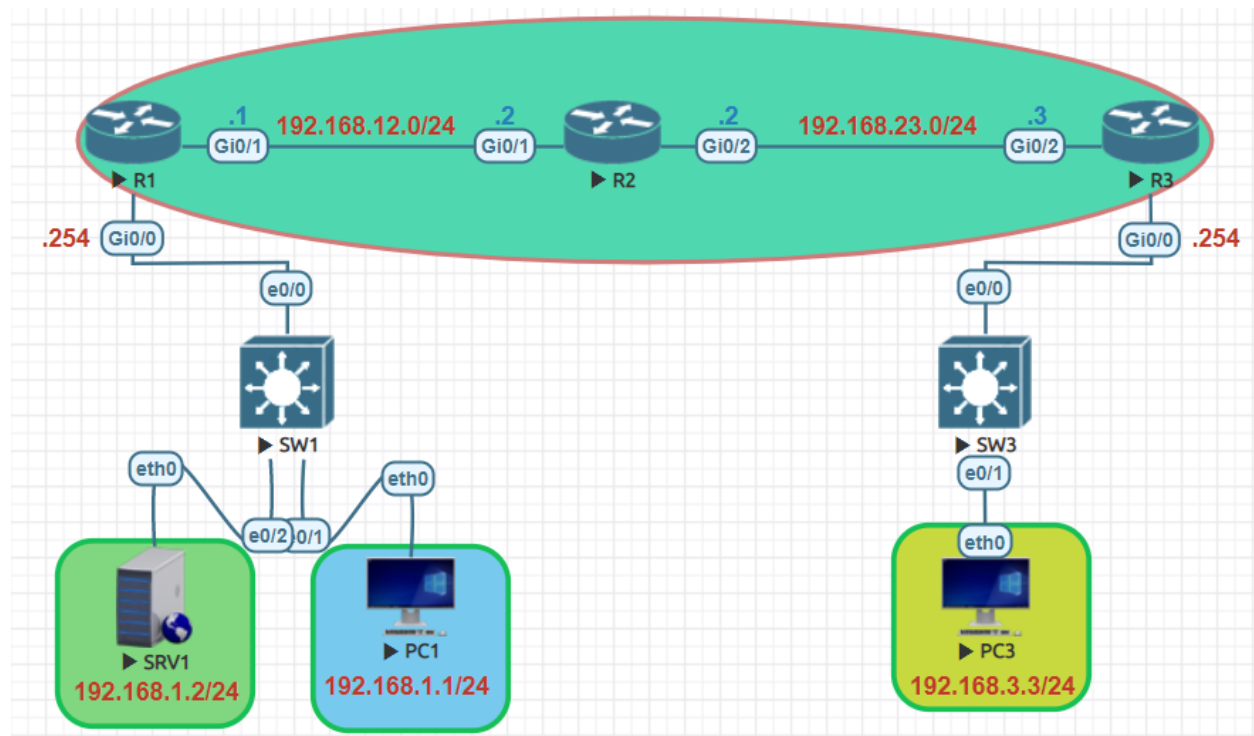 .1
192.168.12.0/24
.2
.2
192.168.23.0/24
.3
Gi0/1
Gi0/1
Gi0/2
Gi0/2
R1
R2
R3
.254
Gi0/0
Gi0/0
.254
e0/0
e0/0
SW1
SW3
eth0
eth0
e0/1
e0/2
0/1
eth0
SRV1
192.168.1.2/24
PC1
192.168.1.1/24
PC3
192.168.3.3/24